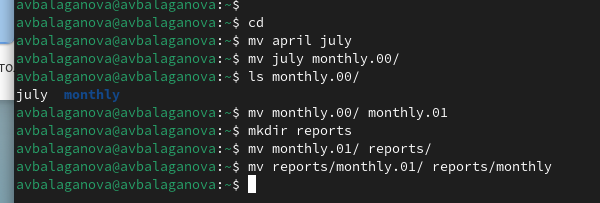 avbalaganova@avbalaganova:~$
avbalaganova@avbalaganova:~$ cd
avbalaganova@avbalaganova:~$ mv april july
avbalaganova@avbalaganova:~$ mv july monthly.00/
avbalaganova@avbalaganova:~$ ls monthly.00/
july monthly
avbalaganova@avbalaganova:~$ mv monthly.00/ monthly.01
avbalaganova@avbalaganova:~$ mkdir reports
avbalaganova@avbalaganova:~$ mv monthly.01/ reports/
avbalaganova@avbalaganova:~$ mv reports/monthly.01/ reports/monthly
avbalaganova@avbalaganova:~$